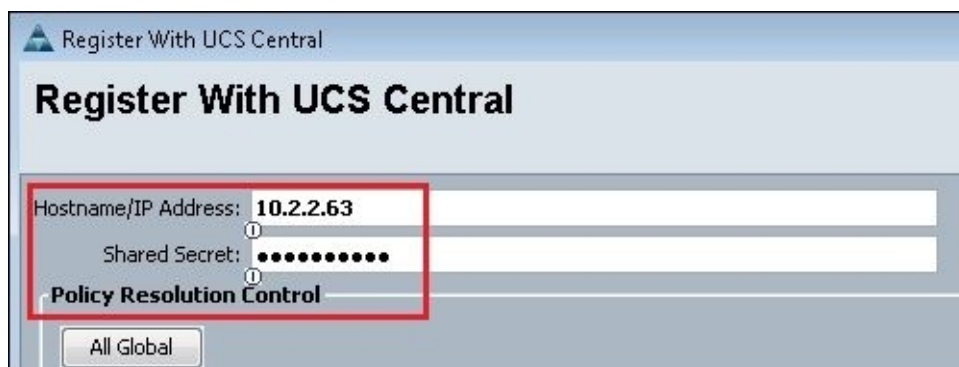 Register With UCS Central
Register With UCS Central
Hostname/IP Address: 10.2.2.63
Shared Secret: ●●●●●●●●●●
Policy Resolution Control
All Global